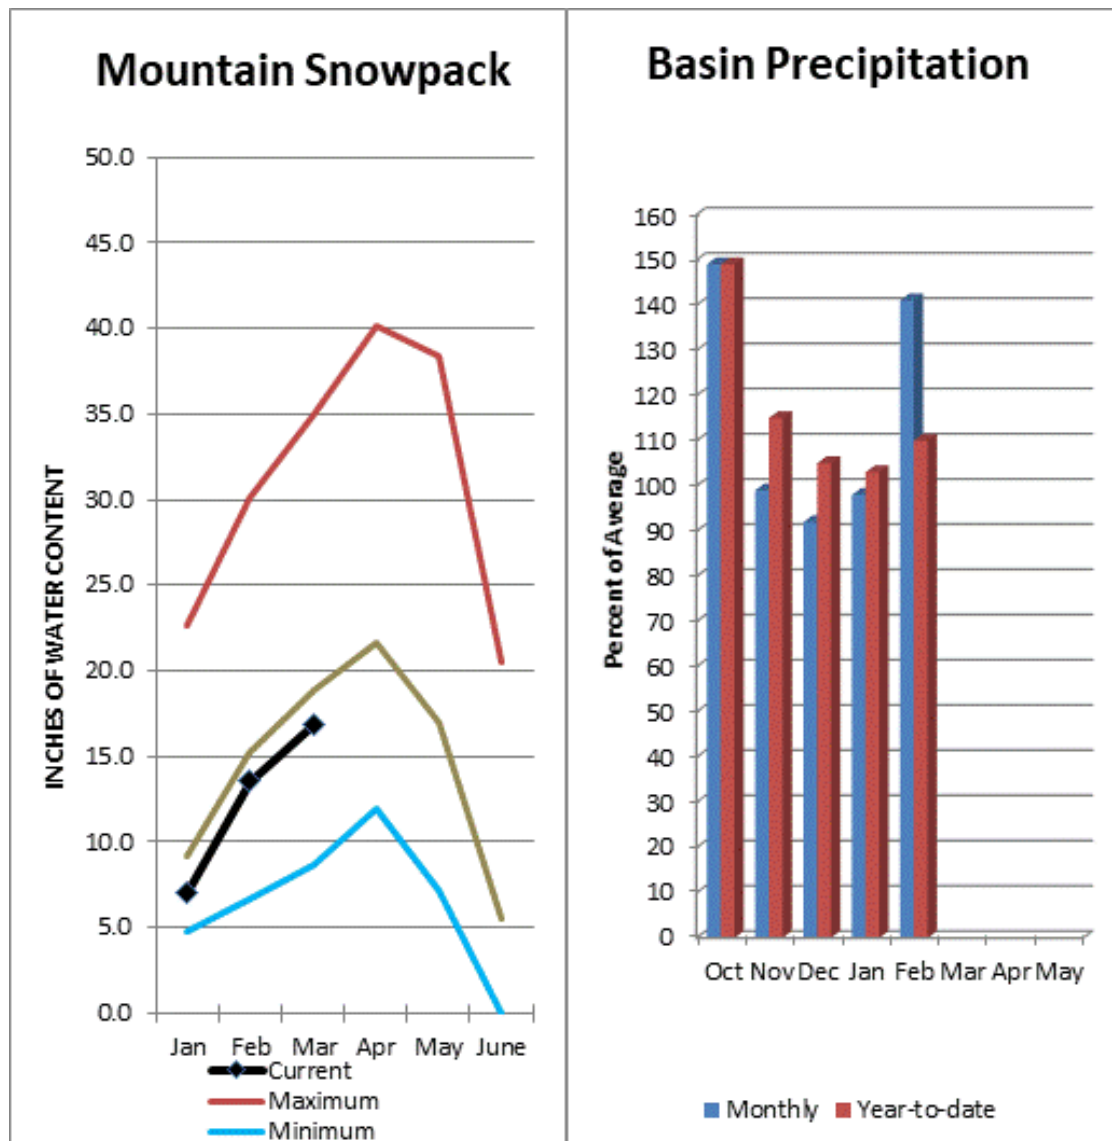 Mountain Snowpack
50.0
45.0
40.0
35.0
30.0
25.0
20.0
15.0
10.0
5.0
0.0
INCHES OF WATER CONTENT
Jan Feb Mar Apr May June
Current
Maximum
Minimum
Basin Precipitation
160
150
140
130
120
110
100
90
80
70
60
50
40
30
20
10
0
Percent of Average
Oct Nov Dec Jan Feb Mar Apr May
Monthly Year-to-date